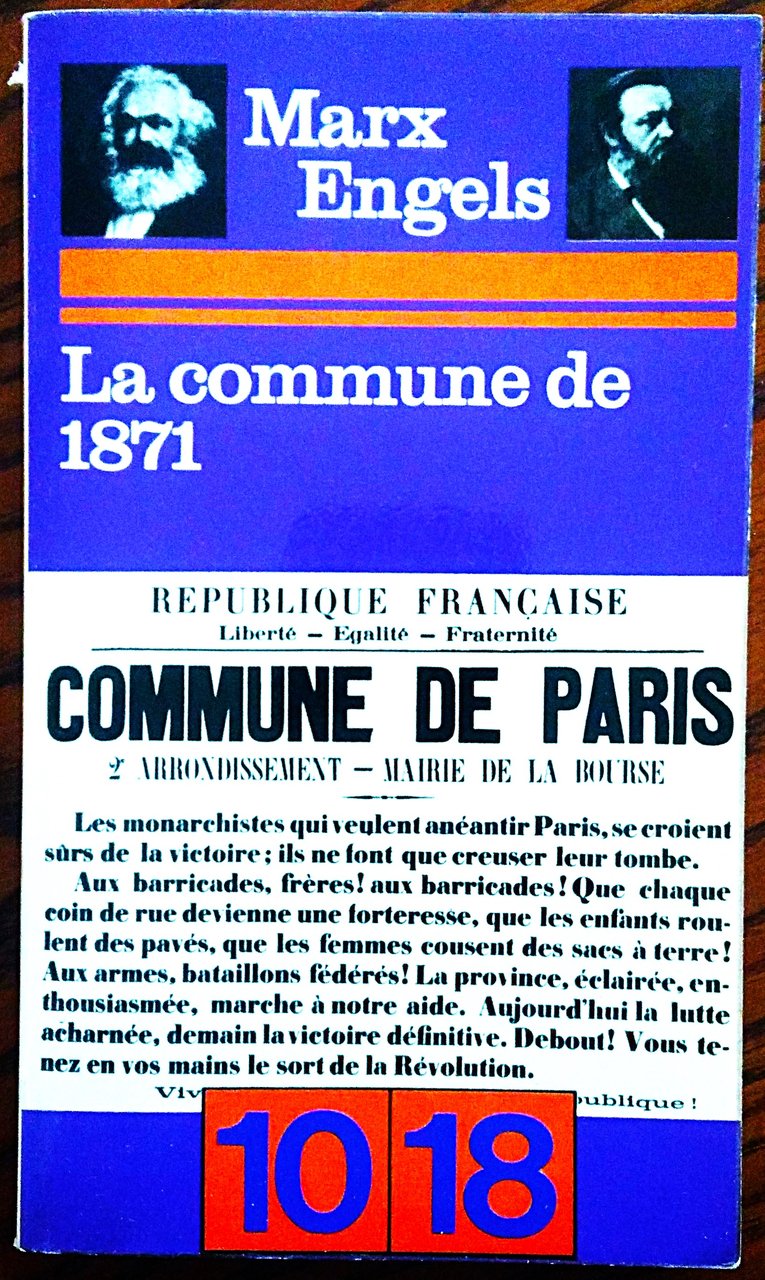 Marx
Engels
La commune de
1871
REPUBLIQUE FRANÇAISE
Liberté – Egalité – Fraternité
COMMUNE DE PARIS
2e ARRONDISSEMENT – MAIRIE DE LA BOURSE
Les monarchistes qui veulent anéantir Paris, se croient
sûrs de la victoire; ils ne font que creuser leur tombe.
Aux barricades, frères! aux barricades! Que chaque
coin de rue devienne une forteresse, que les enfants rou-
lent des pavés, que les femmes cousent des sacs à terre!
Aux armes, bataillons fédérés! La province, éclairée, en-
thousiasmée, marche à notre aide. Aujourd'hui la lutte
acharnée, demain la victoire définitive. Debout! Vous te-
nez en vos mains le sort de la Révolution.
Viv publique!
10 18